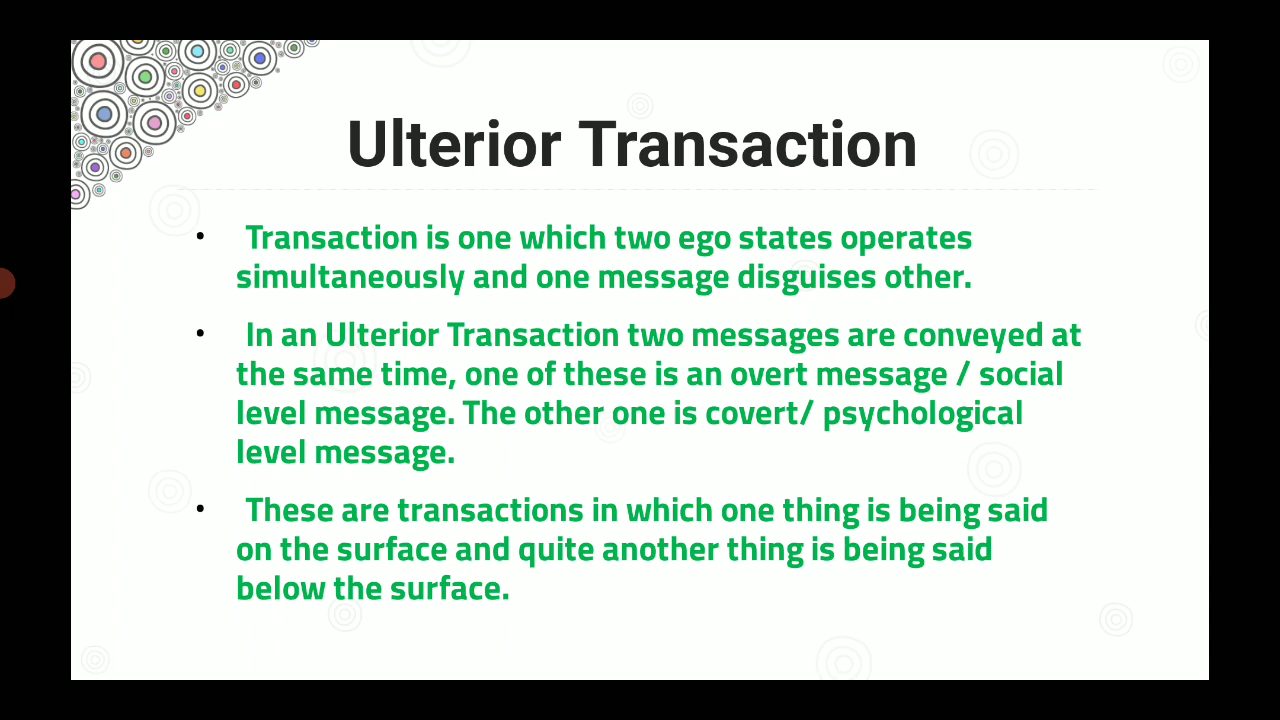 Ulterior Transaction
• Transaction is one which two ego states operates
simultaneously and one message disguises other.
• In an Ulterior Transaction two messages are conveyed at
the same time, one of these is an overt message / social
level message. The other one is covert/ psychological
level message.
• These are transactions in which one thing is being said
on the surface and quite another thing is being said
below the surface.